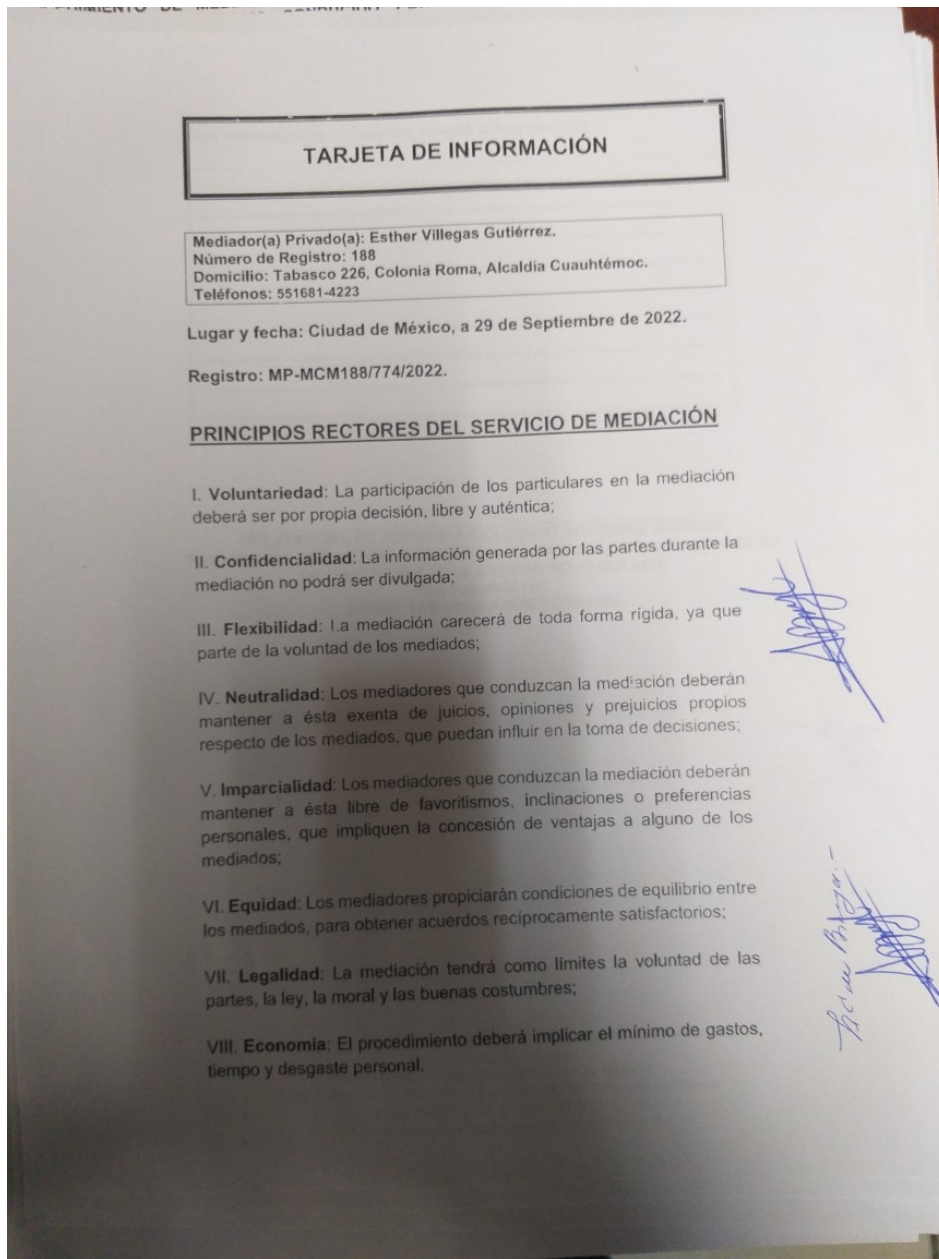 TARJETA DE INFORMACIÓN
Mediador(a) Privado(a): Esther Villegas Gutiérrez.
Número de Registro: 188
Domicilio: Tabasco 226, Colonia Roma, Alcaldía Cuauhtémoc.
Teléfonos: 551681-4223
Lugar y fecha: Ciudad de México, a 29 de Septiembre de 2022.
Registro: MP-MCM188/774/2022.
PRINCIPIOS RECTORES DEL SERVICIO DE MEDIACIÓN
I. Voluntariedad: La participación de los particulares en la mediación
deberá ser por propia decisión, libre y auténtica;
II. Confidencialidad: La información generada por las partes durante la
mediación no podrá ser divulgada;
III. Flexibilidad: La mediación carecerá de toda forma rígida, ya que
parte de la voluntad de los mediados;
IV. Neutralidad: Los mediadores que conduzcan la mediación deberán
mantener a ésta exenta de juicios, opiniones y prejuicios propios
respecto de los mediados, que puedan influir en la toma de decisiones;
V. Imparcialidad: Los mediadores que conduzcan la mediación deberán
mantener a ésta libre de favoritismos, inclinaciones o preferencias
personales, que impliquen la concesión de ventajas a alguno de los
mediados;
VI. Equidad: Los mediadores propiciarán condiciones de equilibrio entre
los mediados, para obtener acuerdos recíprocamente satisfactorios;
VII. Legalidad: La mediación tendrá como límites la voluntad de las
partes, la ley, la moral y las buenas costumbres;
VIII. Economía: El procedimiento deberá implicar el mínimo de gastos,
tiempo y desgaste personal.